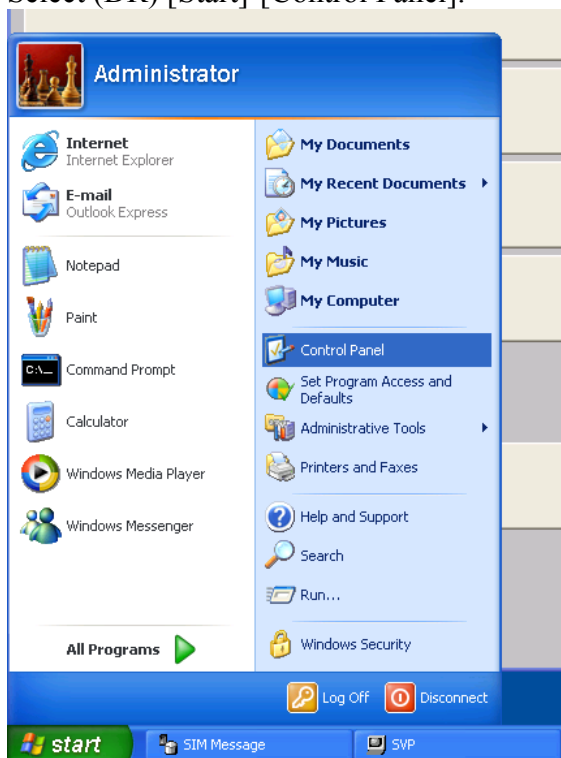 Select (DR) [Start]-[Control Panel].
Administrator
Internet
Internet Explorer
E-mail
Outlook Express
Notepad
Paint
C:\_
Command Prompt
Calculator
Windows Media Player
Windows Messenger
All Programs
My Documents
My Recent Documents
My Pictures
My Music
My Computer
Control Panel
Set Program Access and
Defaults
Administrative Tools
Printers and Faxes
Help and Support
Search
Run...
Windows Security
Log Off
Disconnect
start
SIM Message
SVP